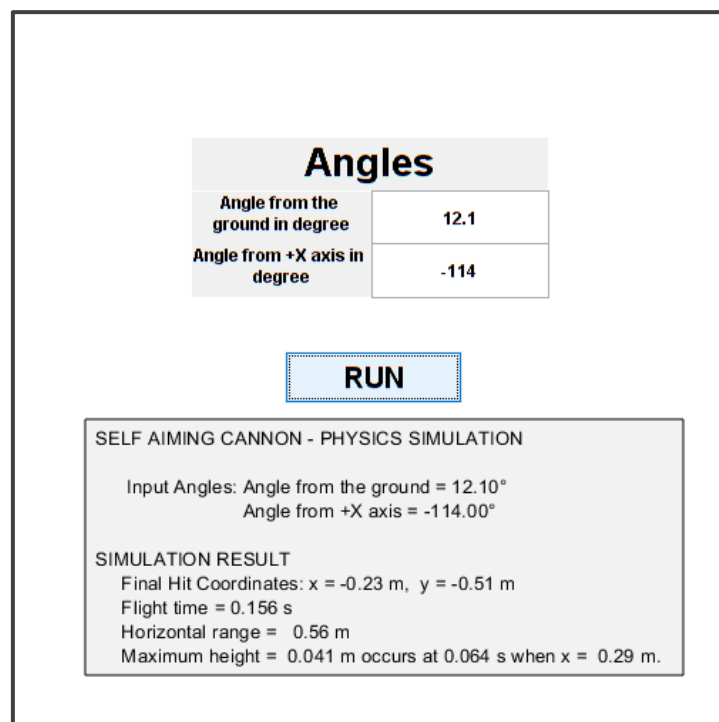 Angles
Angle from the
ground in degree
12.1
Angle from +X axis in
degree
-114
RUN
SELF AIMING CANNON - PHYSICS SIMULATION
Input Angles: Angle from the ground = 12.10°
Angle from +X axis = -114.00°
SIMULATION RESULT
Final Hit Coordinates: x = -0.23 m,  y = -0.51 m
Flight time = 0.156 s
Horizontal range =   0.56 m
Maximum height =  0.041 m occurs at 0.064 s when x =  0.29 m.